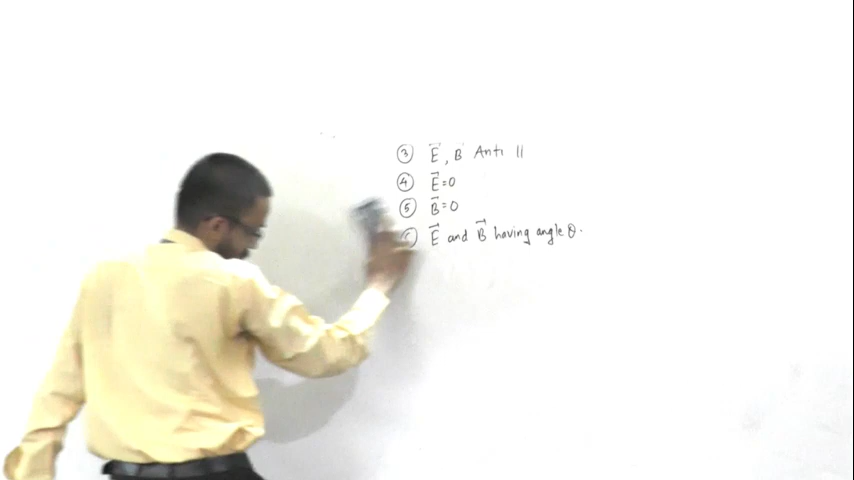 ③ E⃗, B⃗ Anti ||
④ E⃗=0
⑤ B⃗=0
⑥ E⃗ and B⃗ having angle θ.